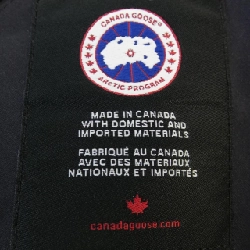 CANADA GOOSE®
ARCTIC PROGRAM
MADE IN CANADA
WITH DOMESTIC AND
IMPORTED MATERIALS
FABRIQUÉ AU CANADA
AVEC DES MATERIAUX
NATIONAUX ET IMPORTÉS
canadagoose.com